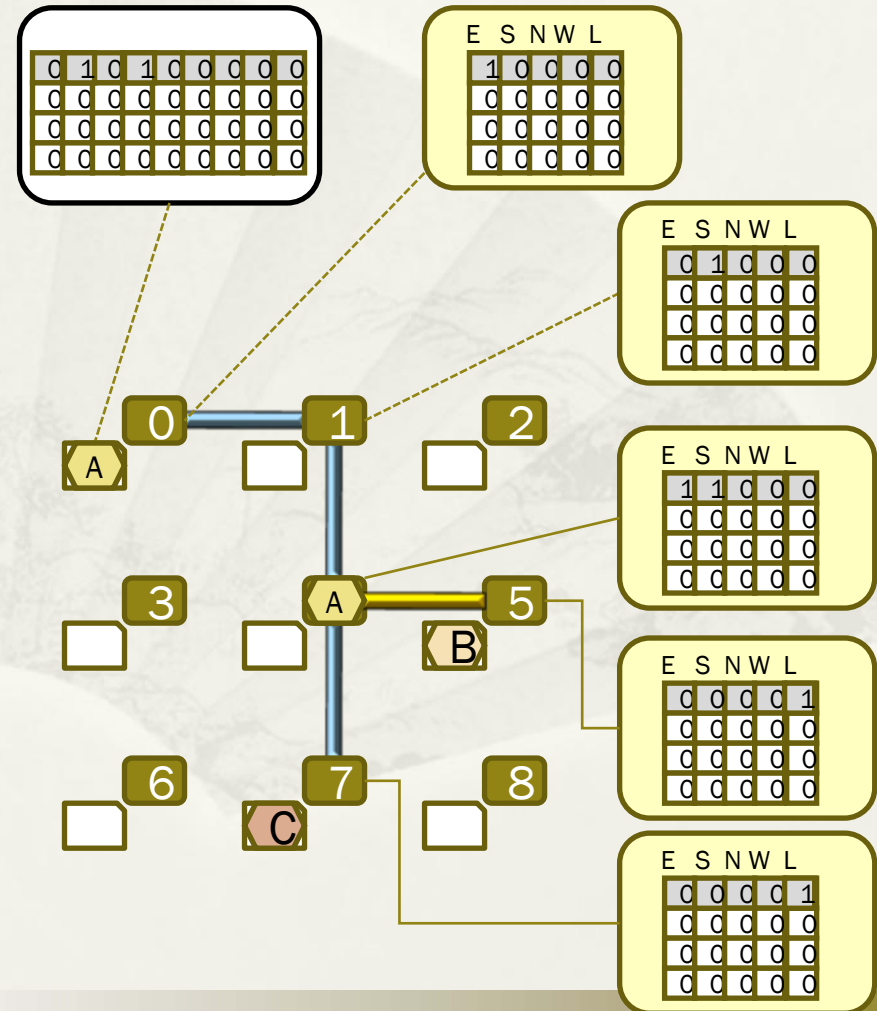 E S N W L
0 1 0 1 0 0 0 0 0
0 0 0 0 0 0 0 0 0
0 0 0 0 0 0 0 0 0
0 0 0 0 0 0 0 0 0
1 0 0 0 0
0 0 0 0 0
0 0 0 0 0
0 0 0 0 0
E S N W L
0 1 0 0 0
0 0 0 0 0
0 0 0 0 0
0 0 0 0 0
0 1 2
A
E S N W L
1 1 0 0 0
0 0 0 0 0
0 0 0 0 0
0 0 0 0 0
3 A 5
B
E S N W L
0 0 0 0 1
0 0 0 0 0
0 0 0 0 0
0 0 0 0 0
6 7 8
C
E S N W L
0 0 0 0 1
0 0 0 0 0
0 0 0 0 0
0 0 0 0 0